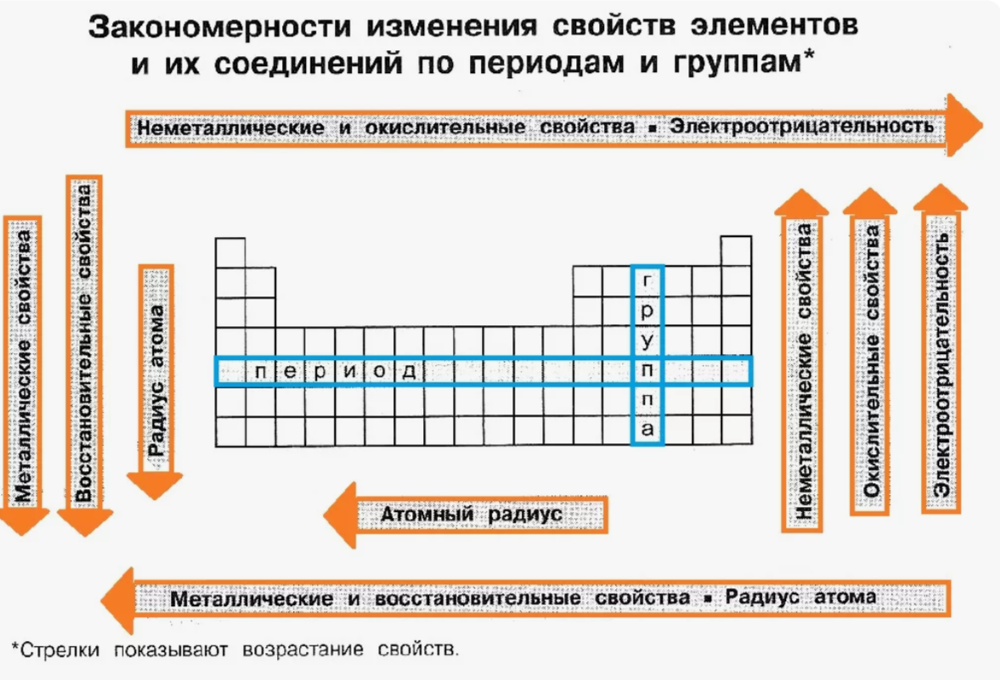 Закономерности изменения свойств элементов
и их соединений по периодам и группам*
Неметаллические и окислительные свойства ▪ Электроотрицательность
Металлические свойства
Восстановительные свойства
Радиус атома
период
группа
Неметаллические свойства
Окислительные свойства
Электроотрицательность
Атомный радиус
Металлические и восстановительные свойства ▪ Радиус атома
*Стрелки показывают возрастание свойств.